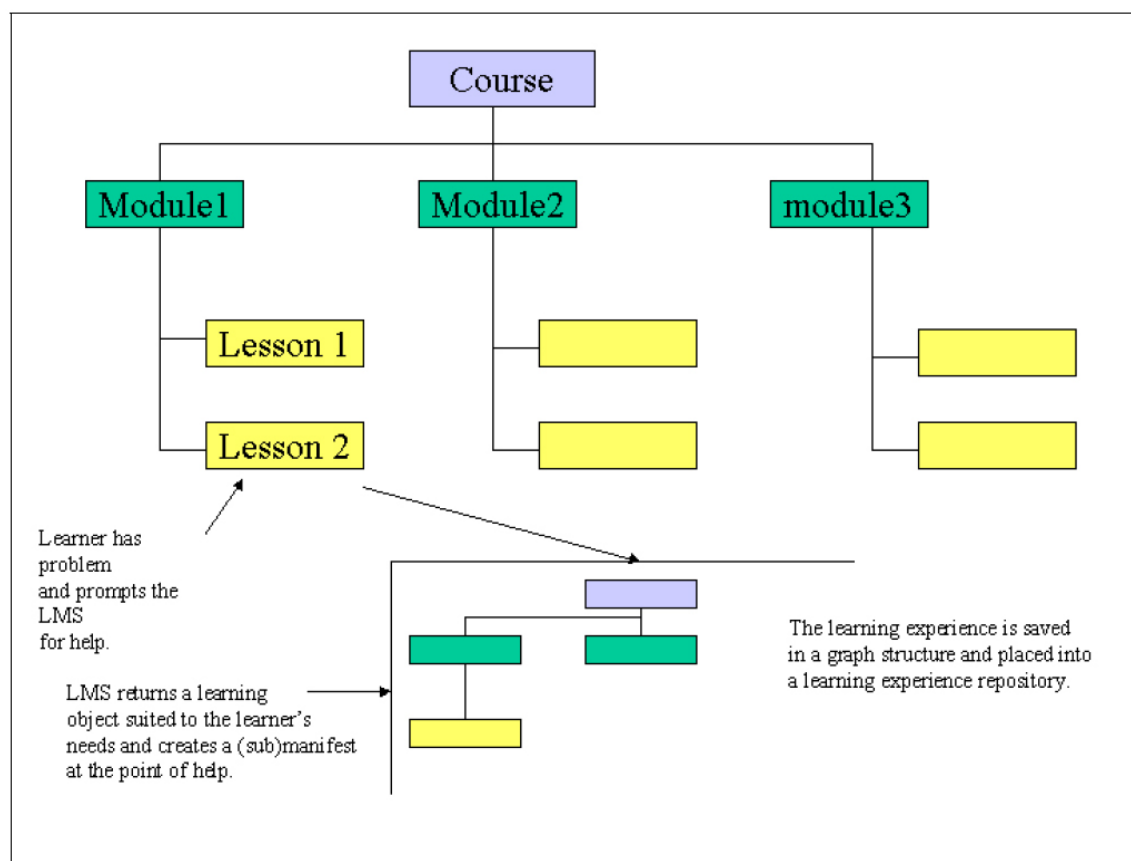 Course
Module1
Module2
module3
Lesson 1
Lesson 2
Learner has
problem
and prompts the
LMS
for help.
The learning experience is saved
in a graph structure and placed into
a learning experience repository.
LMS returns a learning
object suited to the learner's
needs and creates a (sub)manifest
at the point of help.